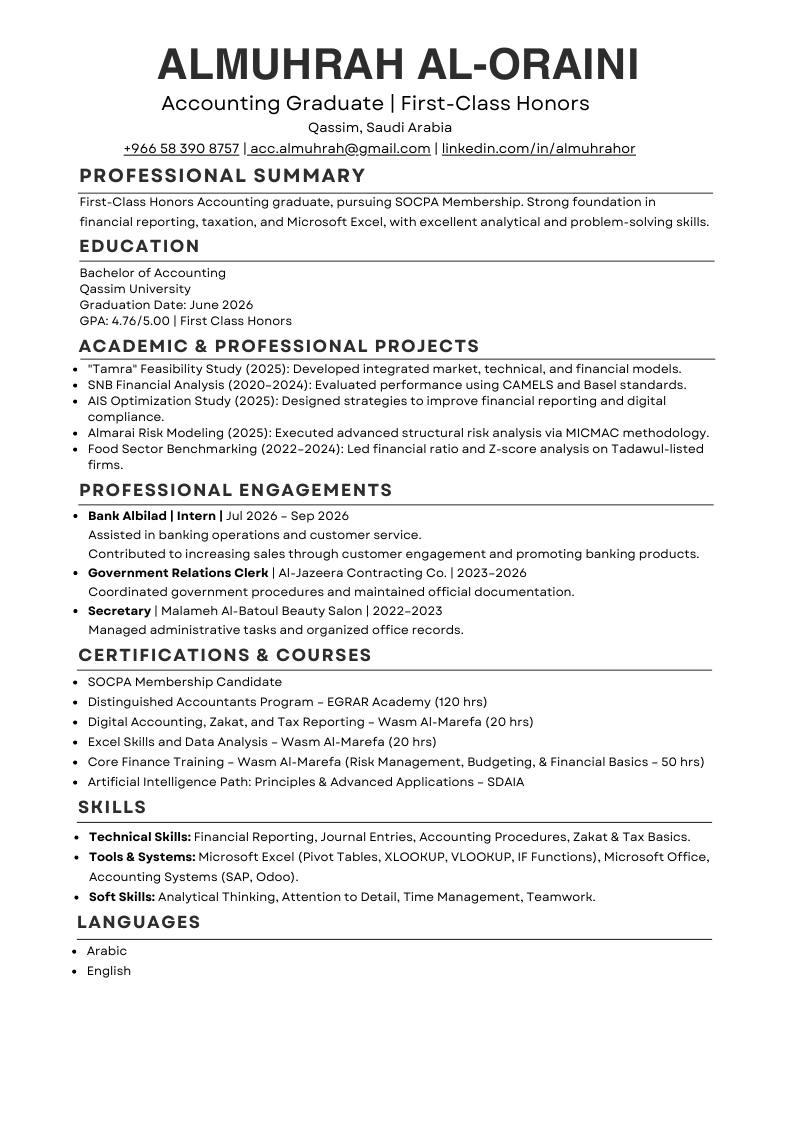 ALMUHRAH AL-ORAINI
Accounting Graduate | First-Class Honors
Qassim, Saudi Arabia
+966 58 390 8757 | acc.almuhrah@gmail.com | linkedin.com/in/almuhrahor
PROFESSIONAL SUMMARY
First-Class Honors Accounting graduate, pursuing SOCPA Membership. Strong foundation in
financial reporting, taxation, and Microsoft Excel, with excellent analytical and problem-solving skills.
EDUCATION
Bachelor of Accounting
Qassim University
Graduation Date: June 2026
GPA: 4.76/5.00 | First Class Honors
ACADEMIC & PROFESSIONAL PROJECTS
• "Tamra" Feasibility Study (2025): Developed integrated market, technical, and financial models.
• SNB Financial Analysis (2020–2024): Evaluated performance using CAMELS and Basel standards.
• AIS Optimization Study (2025): Designed strategies to improve financial reporting and digital
compliance.
• Almarai Risk Modeling (2025): Executed advanced structural risk analysis via MICMAC methodology.
• Food Sector Benchmarking (2022–2024): Led financial ratio and Z-score analysis on Tadawul-listed
firms.
PROFESSIONAL ENGAGEMENTS
• Bank Albilad | Intern | Jul 2026 – Sep 2026
Assisted in banking operations and customer service.
Contributed to increasing sales through customer engagement and promoting banking products.
• Government Relations Clerk | Al-Jazeera Contracting Co. | 2023–2026
Coordinated government procedures and maintained official documentation.
• Secretary | Malameh Al-Batoul Beauty Salon | 2022–2023
Managed administrative tasks and organized office records.
CERTIFICATIONS & COURSES
• SOCPA Membership Candidate
• Distinguished Accountants Program – EGRAR Academy (120 hrs)
• Digital Accounting, Zakat, and Tax Reporting – Wasm Al-Marefa (20 hrs)
• Excel Skills and Data Analysis – Wasm Al-Marefa (20 hrs)
• Core Finance Training – Wasm Al-Marefa (Risk Management, Budgeting, & Financial Basics – 50 hrs)
• Artificial Intelligence Path: Principles & Advanced Applications – SDAIA
SKILLS
• Technical Skills: Financial Reporting, Journal Entries, Accounting Procedures, Zakat & Tax Basics.
• Tools & Systems: Microsoft Excel (Pivot Tables, XLOOKUP, VLOOKUP, IF Functions), Microsoft Office,
Accounting Systems (SAP, Odoo).
• Soft Skills: Analytical Thinking, Attention to Detail, Time Management, Teamwork.
LANGUAGES
• Arabic
• English